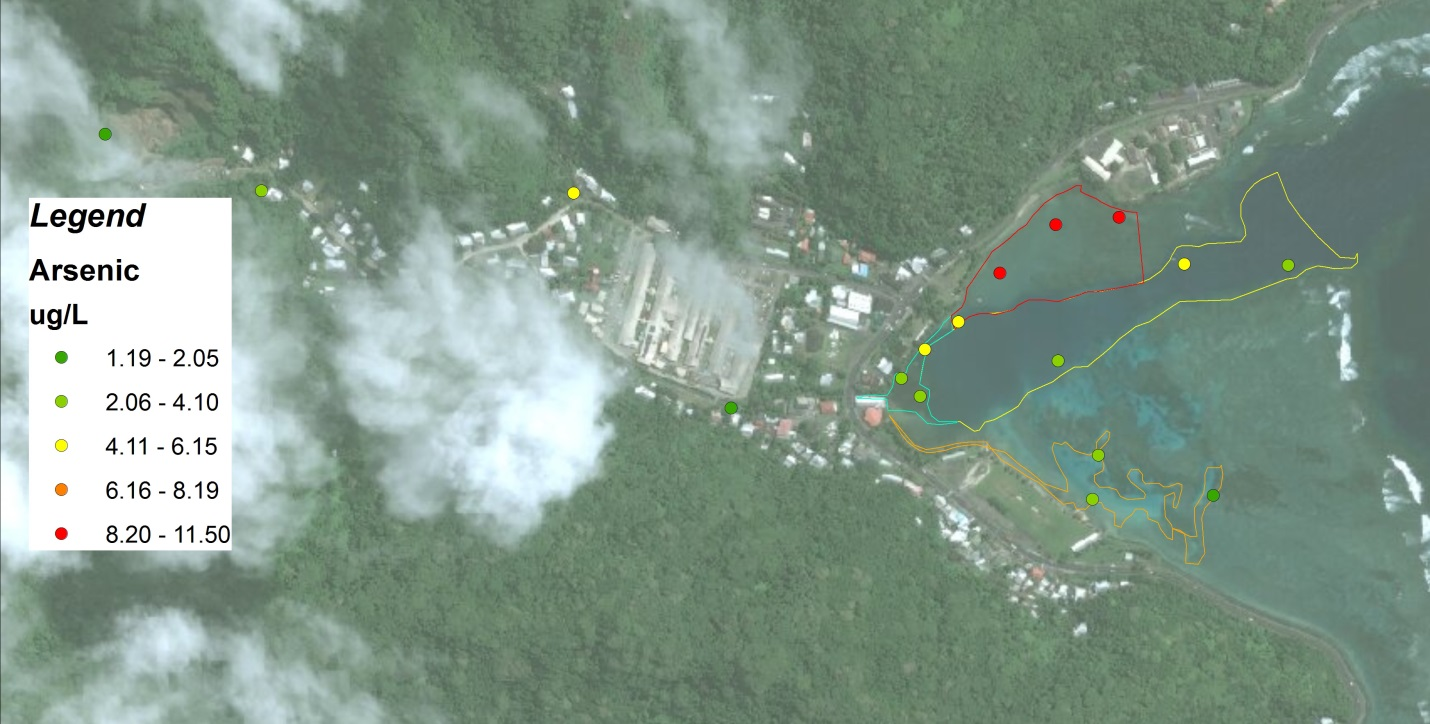 Legend
Arsenic
ug/L
1.19 - 2.05
2.06 - 4.10
4.11 - 6.15
6.16 - 8.19
8.20 - 11.50